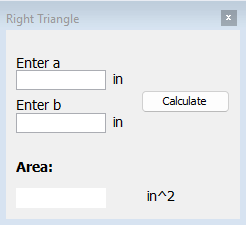 Right Triangle x
Enter a
in
Calculate
Enter b
in
Area:
in^2